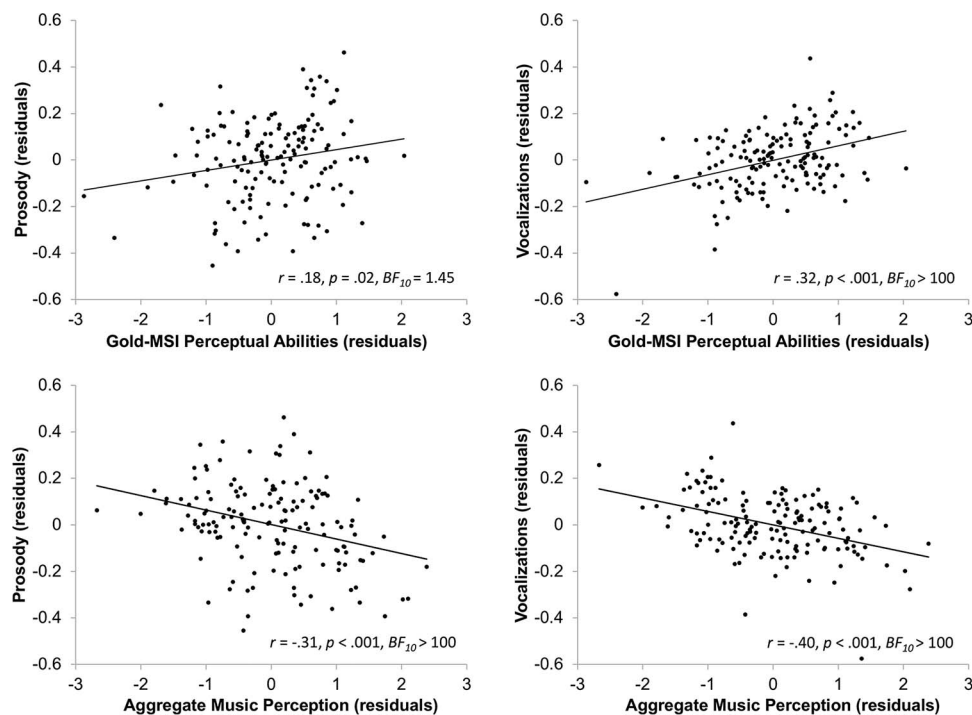 Prosody (residuals)
0.6
0.4
0.2
0
-0.2
-0.4
-0.6
-3 -2 -1 0 1 2 3
r = .18, p = .02, BF10 = 1.45
Gold-MSI Perceptual Abilities (residuals)
Vocalizations (residuals)
0.6
0.4
0.2
0
-0.2
-0.4
-0.6
-3 -2 -1 0 1 2 3
r = .32, p < .001, BF10 > 100
Gold-MSI Perceptual Abilities (residuals)
Prosody (residuals)
0.6
0.4
0.2
0
-0.2
-0.4
-0.6
-3 -2 -1 0 1 2 3
r = -.31, p < .001, BF10 > 100
Aggregate Music Perception (residuals)
Vocalizations (residuals)
0.6
0.4
0.2
0
-0.2
-0.4
-0.6
-3 -2 -1 0 1 2 3
r = -.40, p < .001, BF10 > 100
Aggregate Music Perception (residuals)